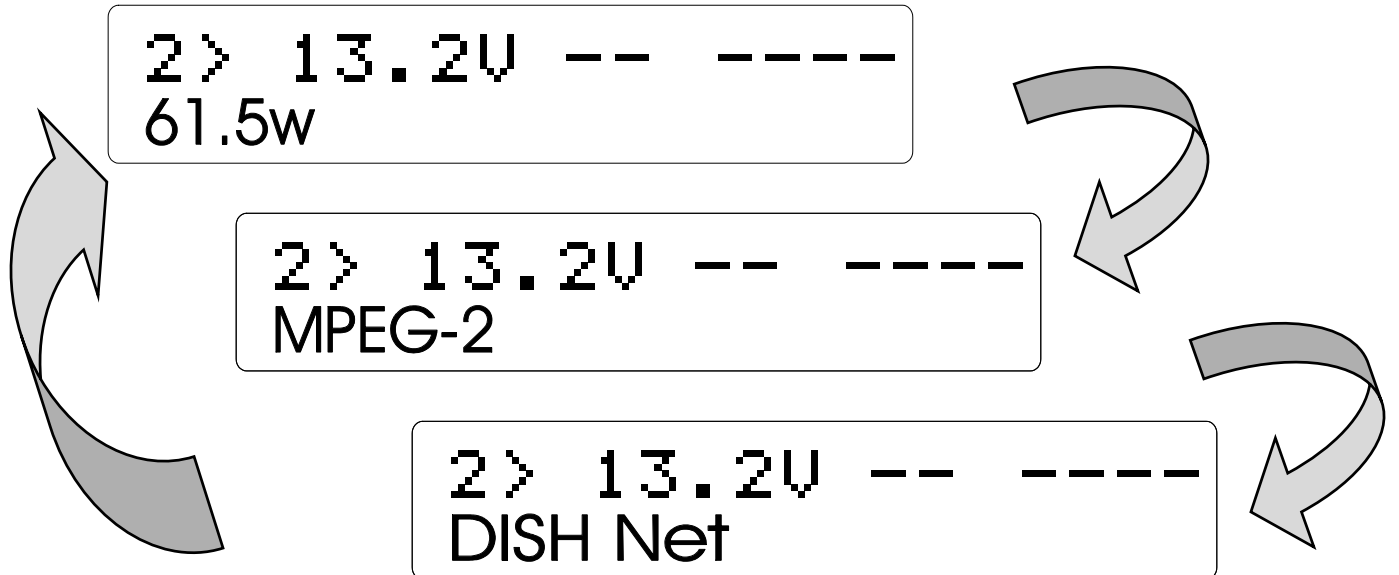 2> 13.2V -- ----
61.5w
2> 13.2V -- ----
MPEG-2
2> 13.2V -- ----
DISH Net